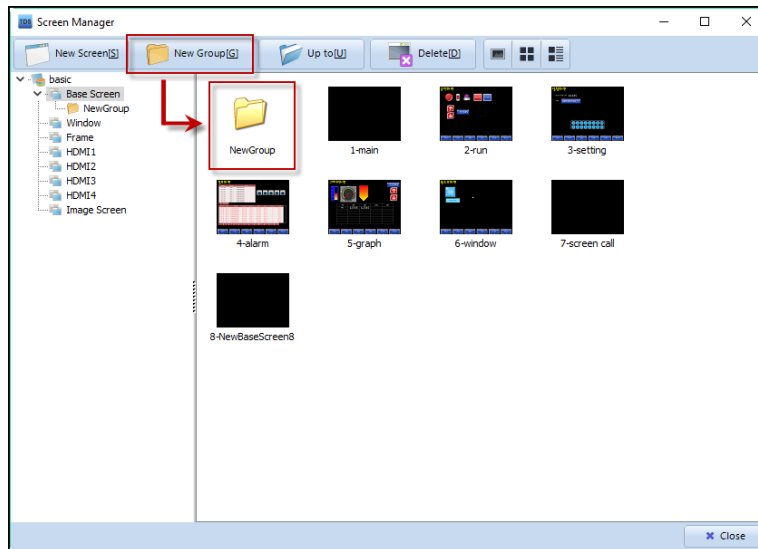 TDB Screen Manager
New Screen[S]
New Group[G]
Up to[U]
Delete[D]
basic
Base Screen
NewGroup
Window
Frame
HDMI1
HDMI2
HDMI3
HDMI4
Image Screen
NewGroup
1-main
2-run
3-setting
4-alarm
5-graph
6-window
7-screen call
8-NewBaseScreen8
Close